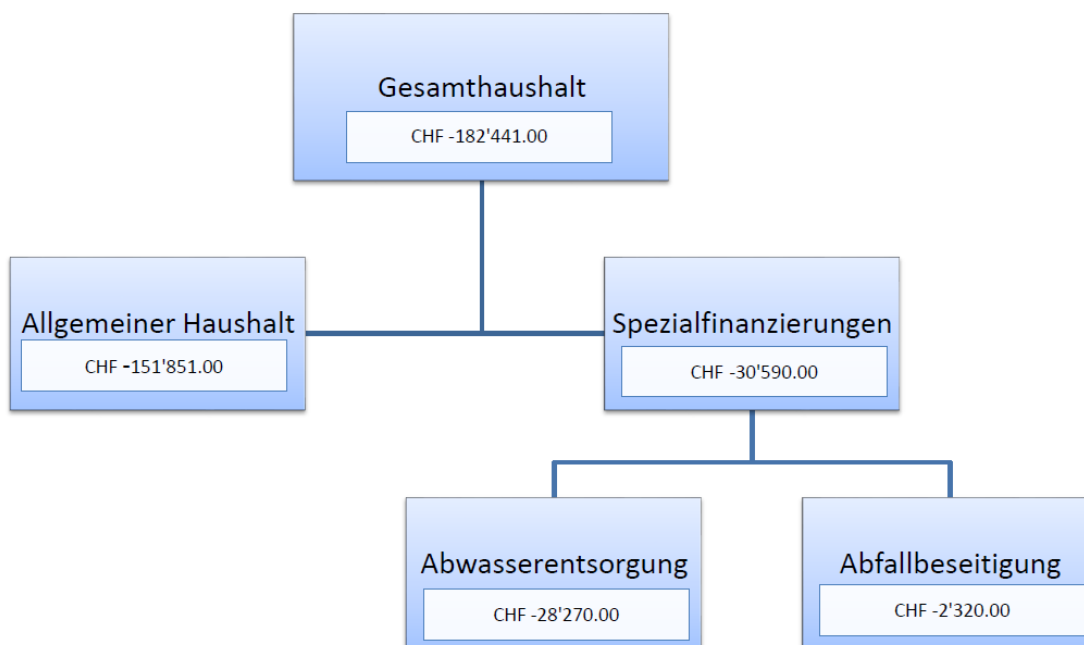 Gesamthaushalt
CHF -182'441.00
Allgemeiner Haushalt
CHF -151'851.00
Spezialfinanzierungen
CHF -30'590.00
Abwasserentsorgung
CHF -28'270.00
Abfallbeseitigung
CHF -2'320.00